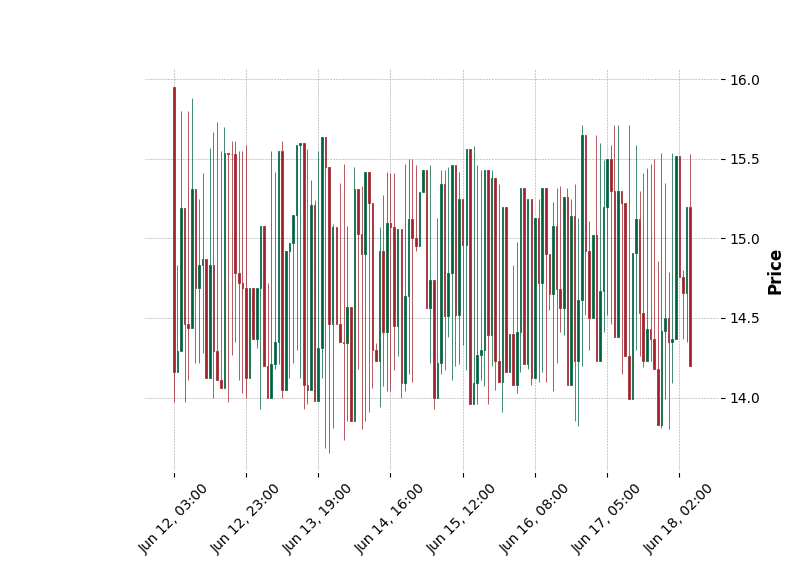 16.0
15.5
15.0
14.5
14.0
Price
Jun 12, 03:00
Jun 12, 23:00
Jun 13, 19:00
Jun 14, 16:00
Jun 15, 12:00
Jun 16, 08:00
Jun 17, 05:00
Jun 18, 02:00